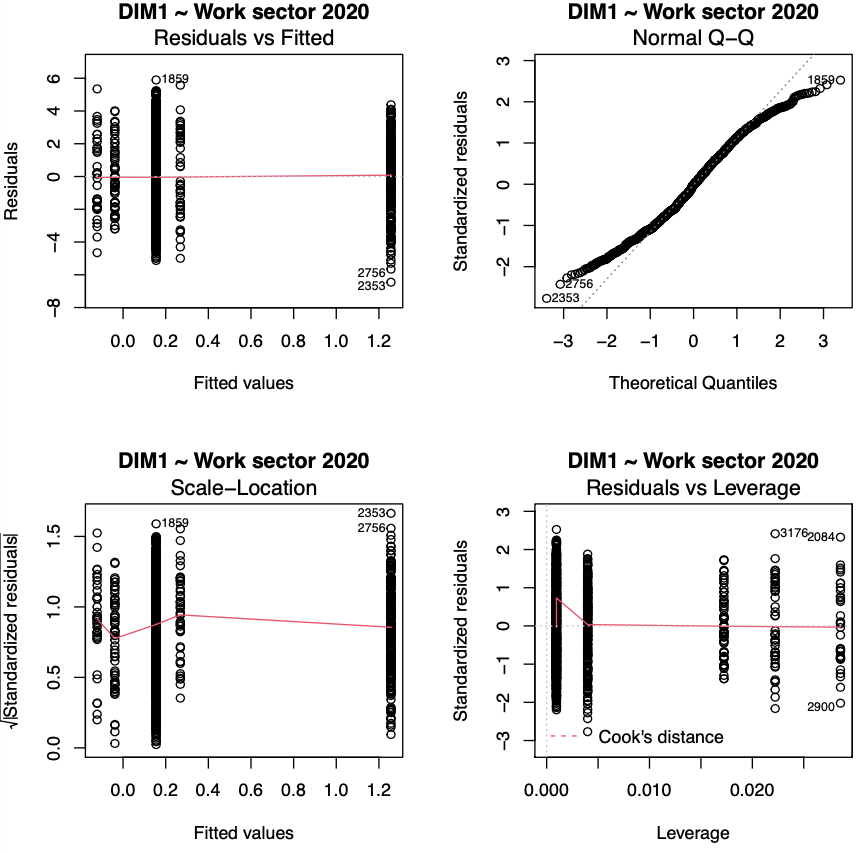 DIM1 ~ Work sector 2020
Residuals vs Fitted
Residuals
6
4
2
0
−4
−8
1859
2756
2353
0.0 0.2 0.4 0.6 0.8 1.0 1.2
Fitted values
DIM1 ~ Work sector 2020
Normal Q−Q
Standardized residuals
3
2
1
0
−1
−2
1859
2756
2353
−3 −2 −1 0 1 2 3
Theoretical Quantiles
DIM1 ~ Work sector 2020
Scale−Location
√|Standardized residuals|
1.5
1.0
0.5
0.0
2353
1859
2756
0.0 0.2 0.4 0.6 0.8 1.0 1.2
Fitted values
DIM1 ~ Work sector 2020
Residuals vs Leverage
Standardized residuals
3
2
1
0
−1
−2
−3
3176
2084
2900
Cook's distance
0.000 0.010 0.020
Leverage